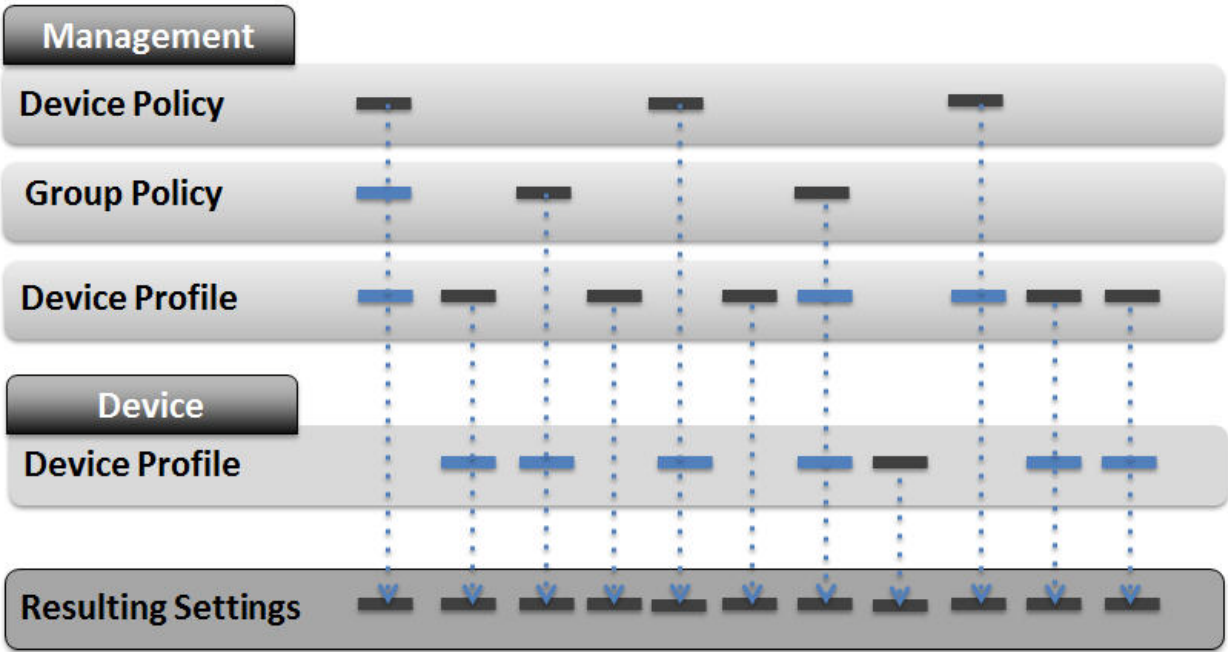 Management
Device Policy
Group Policy
Device Profile
Device
Device Profile
Resulting Settings